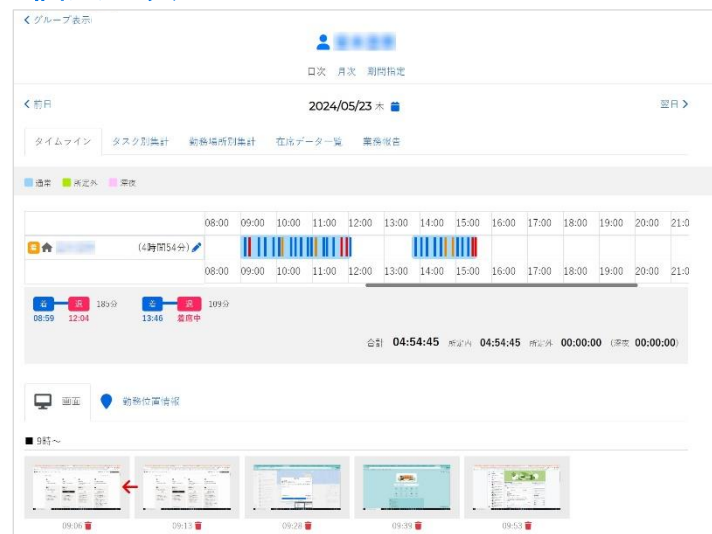 グループ表示
日次 月次 期間指定
前日 2024/05/23 木 翌日
タイムライン タスク別集計 勤務場所別集計 在席データ一覧 業務報告
通常 所定外 深夜
08:00 09:00 10:00 11:00 12:00 13:00 14:00 15:00 16:00 17:00 18:00 19:00 20:00 21:0
(4時間54分)
08:00 09:00 10:00 11:00 12:00 13:00 14:00 15:00 16:00 17:00 18:00 19:00 20:00 21:0
着 退 185分 着 退 109分
08:59 12:04 13:46 着席中
合計 04:54:45 所定内 04:54:45 所定外 00:00:00 (深夜 00:00:00)
画面 勤務位置情報
■ 9時～
09:06 09:13 09:28 09:39 09:53